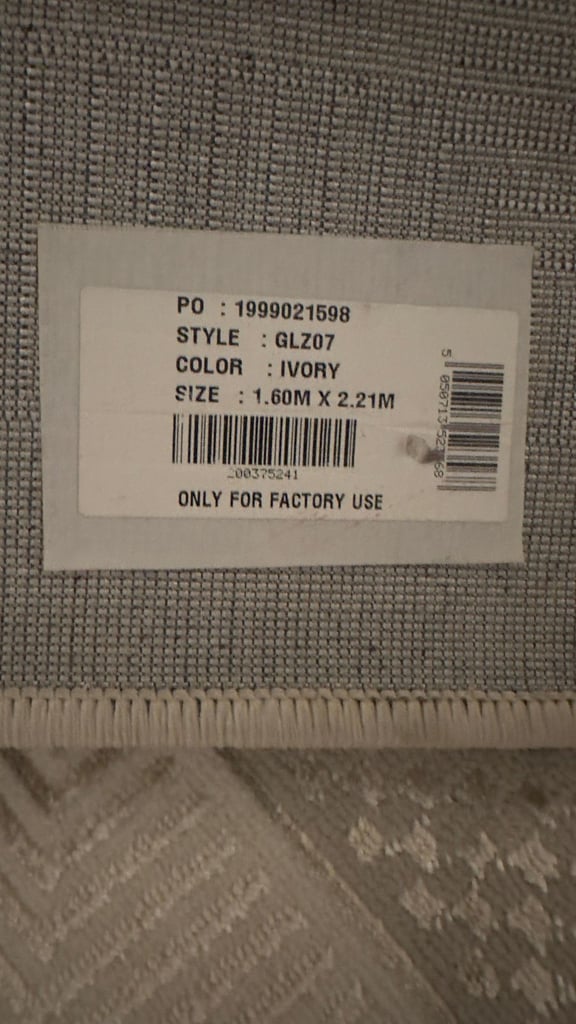 PO : 1999021598
STYLE : GLZ07
COLOR : IVORY
SIZE : 1.60M X 2.21M
200375241
ONLY FOR FACTORY USE